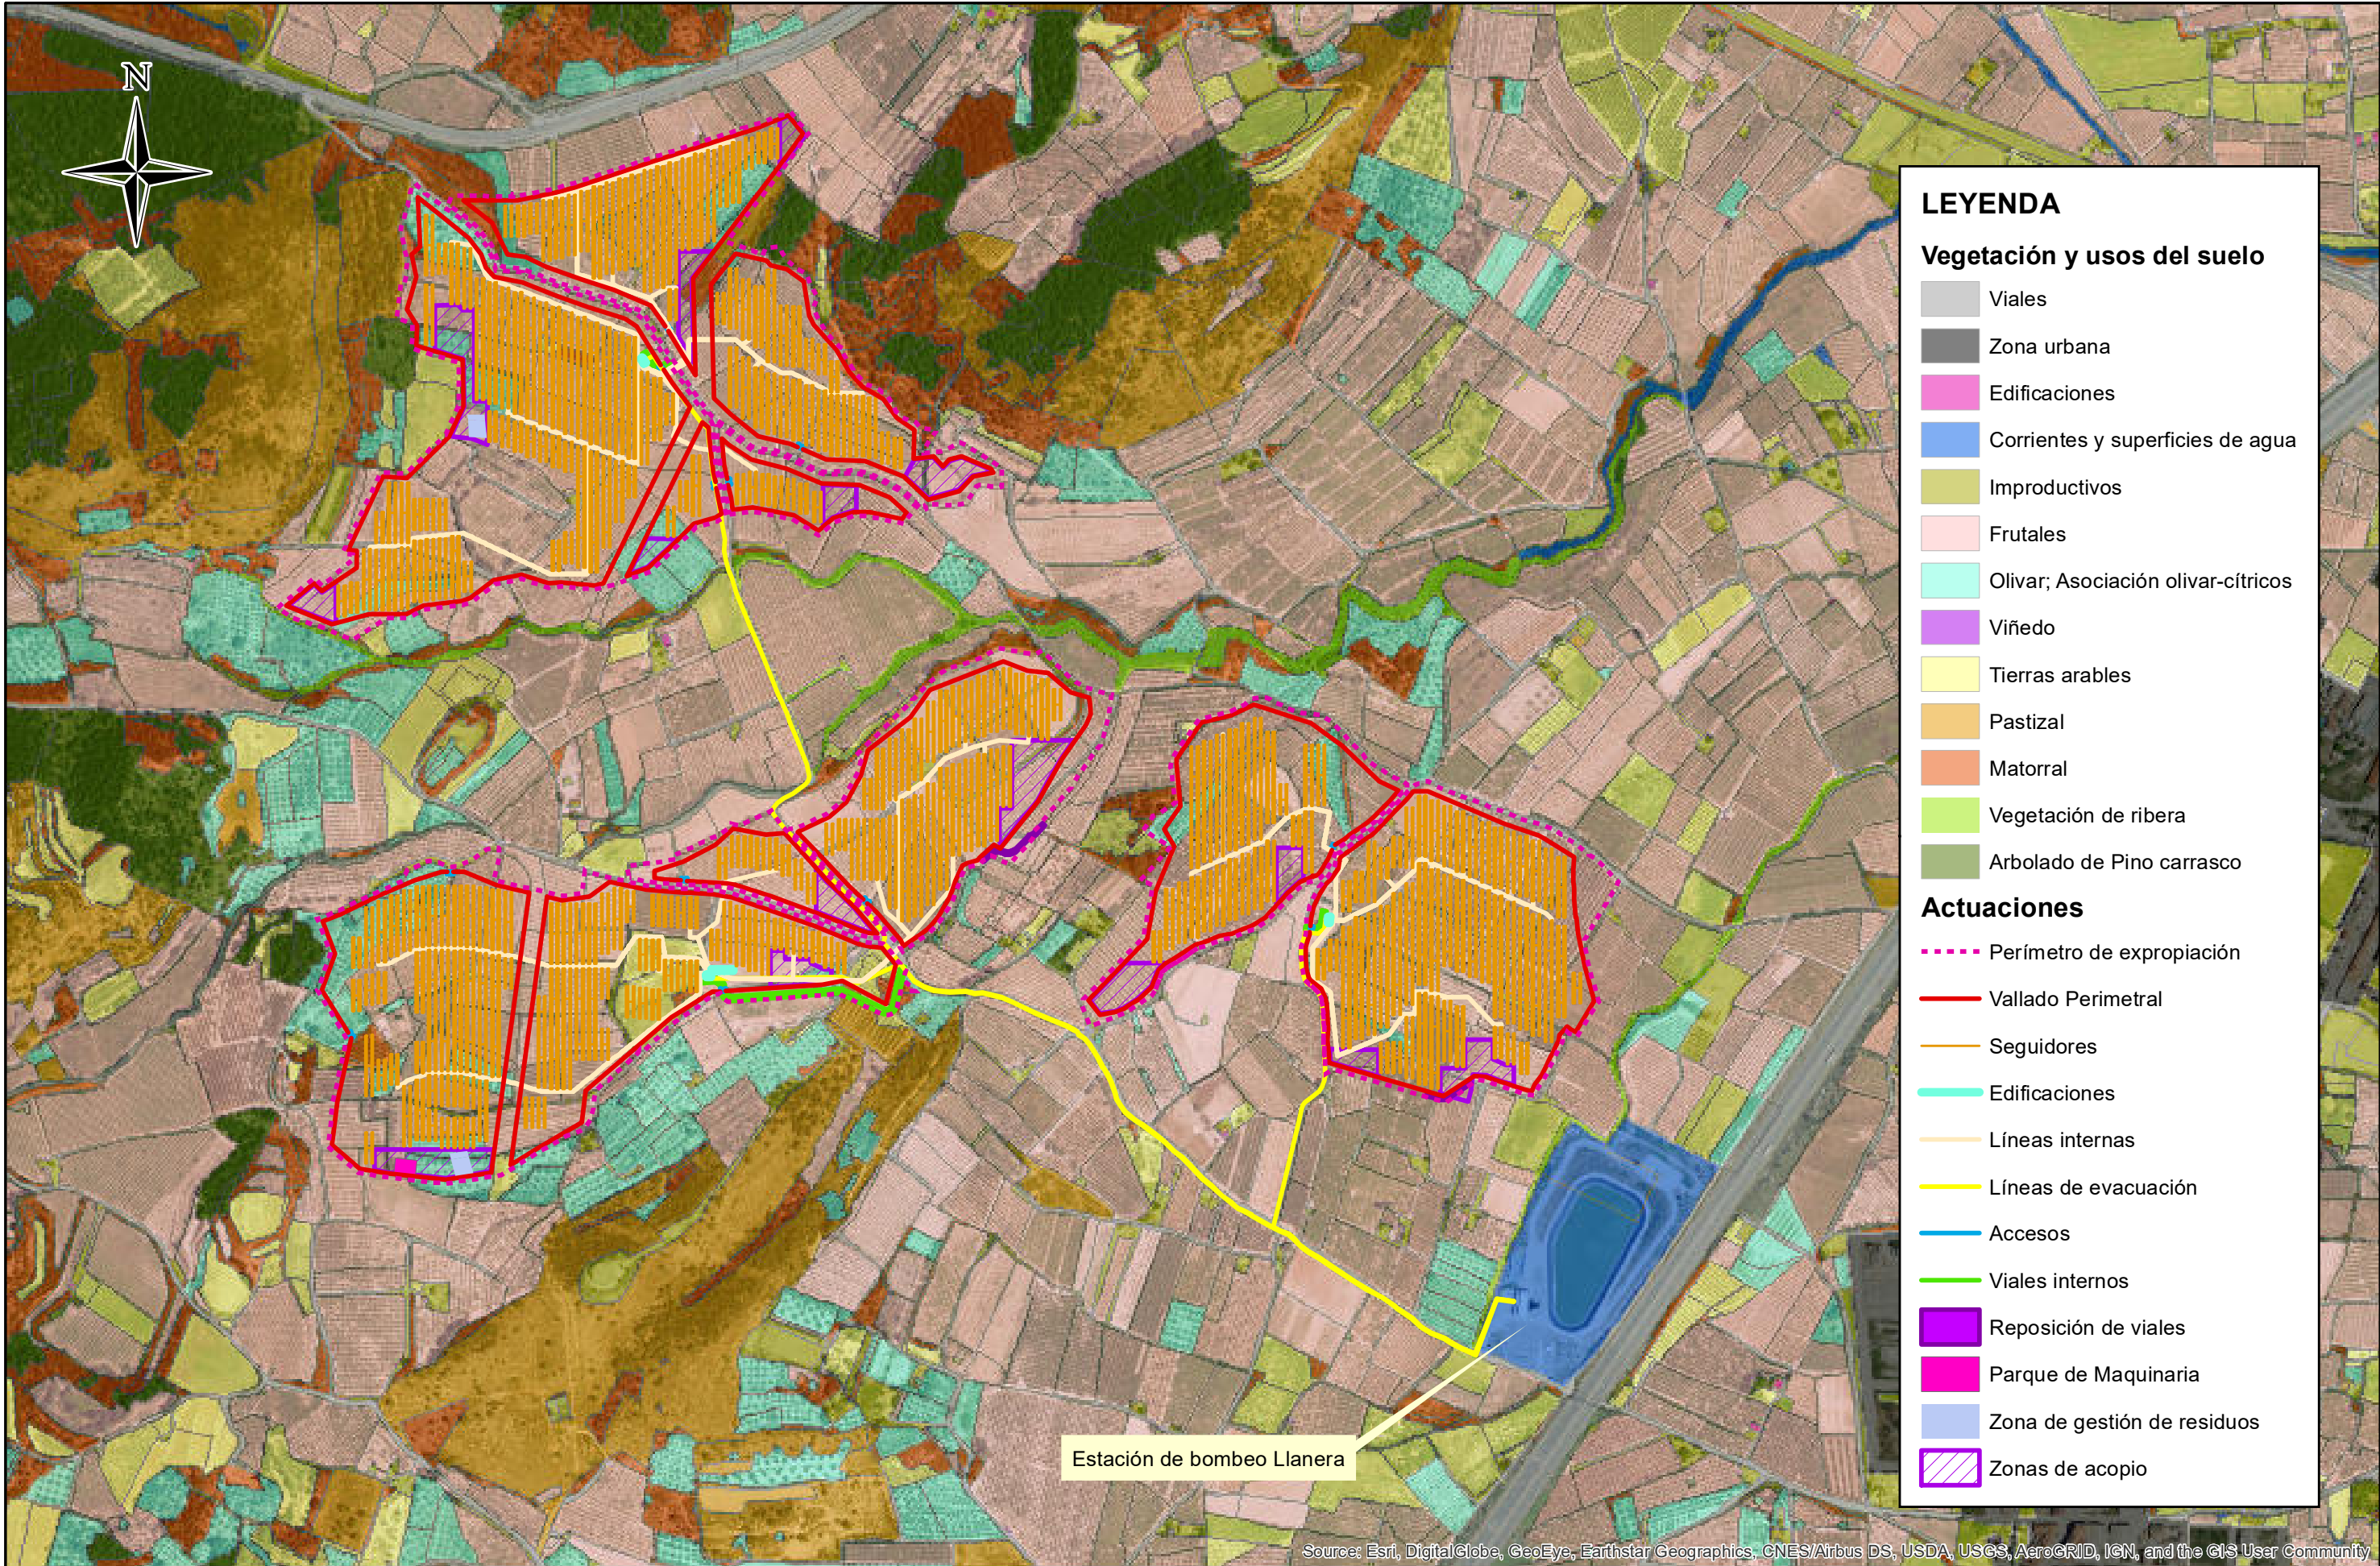 N
LEYENDA
Vegetación y usos del suelo
Viales
Zona urbana
Edificaciones
Corrientes y superficies de agua
Improductivos
Frutales
Olivar; Asociación olivar-cítricos
Viñedo
Tierras arables
Pastizal
Matorral
Vegetación de ribera
Arbolado de Pino carrasco
Actuaciones
Perímetro de expropiación
Vallado Perimetral
Seguidores
Edificaciones
Líneas internas
Líneas de evacuación
Accesos
Viales internos
Reposición de viales
Parque de Maquinaria
Zona de gestión de residuos
Zonas de acopio
Estación de bombeo Llanera
Source: Esri, DigitalGlobe, GeoEye, Earthstar Geographics, CNES/Airbus DS, USDA, USGS, AeroGRID, IGN, and the GIS User Community